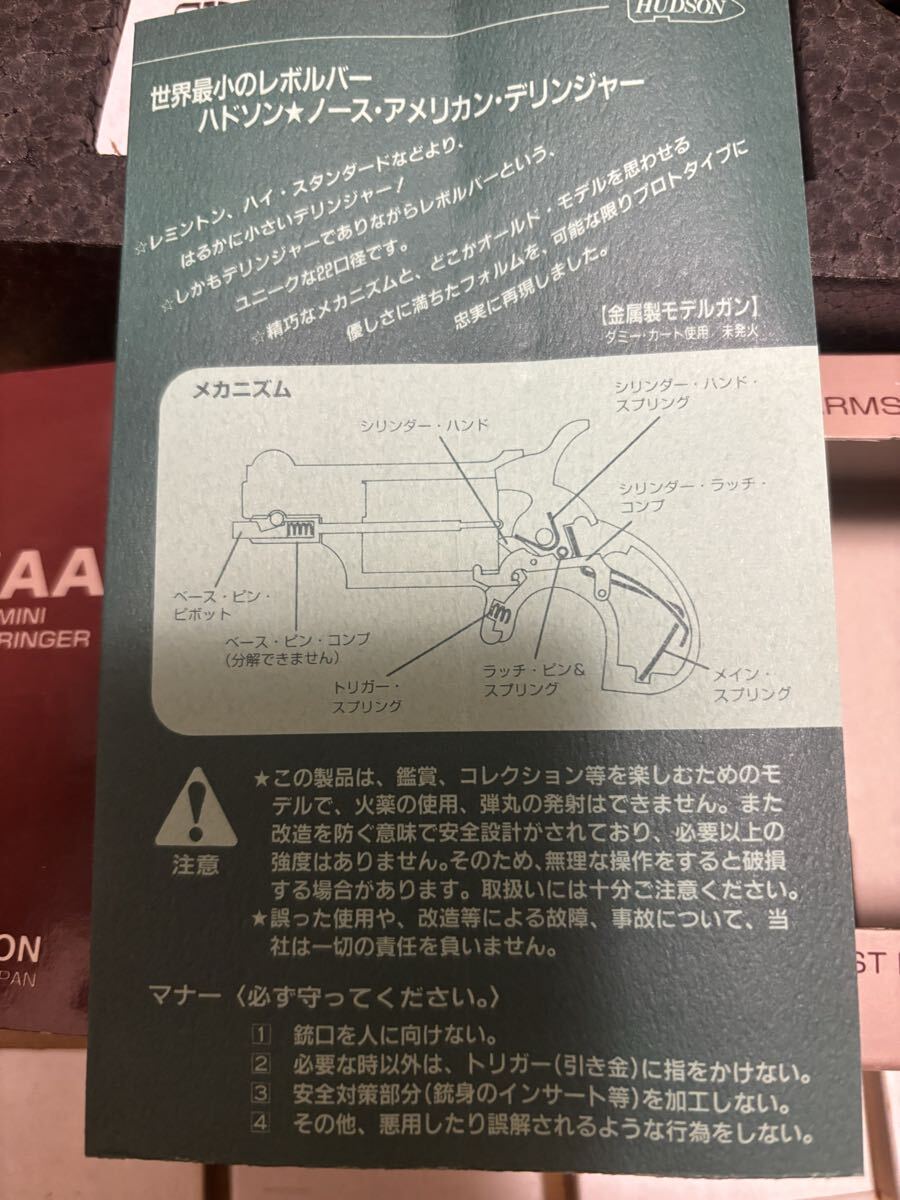 HUDSON
世界最小のレボルバー
ハドソン★ノース・アメリカン・デリンジャー
☆レミントン、ハイ・スタンダードなどより、
はるかに小さいデリンジャー!
☆しかもデリンジャーでありながらレボルバーという、
ユニークな22口径です。
☆精巧なメカニズムと、どこかオールド・モデルを思わせる
優しさに満ちたフォルムを、可能な限りプロトタイプに
忠実に再現しました。
【金属製モデルガン】
ダミー・カート使用 未発火
メカニズム
シリンダー・ハンド・
スプリング
シリンダー・ハンド
シリンダー・ラッチ・
コンプ
ベース・ピン・
ピボット
ベース・ピン・コンプ
(分解できません)
トリガー・
スプリング
ラッチ・ピン&
スプリング
メイン・
スプリング
注意
★この製品は、鑑賞、コレクション等を楽しむためのモ
デルで、火薬の使用、弾丸の発射はできません。また
改造を防ぐ意味で安全設計がされており、必要以上の
強度はありません。そのため、無理な操作をすると破損
する場合があります。取扱いには十分ご注意ください。
★誤った使用や、改造等による故障、事故について、当
社は一切の責任を負いません。
マナー〈必ず守ってください。〉
1 銃口を人に向けない。
2 必要な時以外は、トリガー(引き金)に指をかけない。
3 安全対策部分(銃身のインサート等)を加工しない。
4 その他、悪用したり誤解されるような行為をしない。
AA
MINI
RINGER
ON
PAN
ARMS
ST